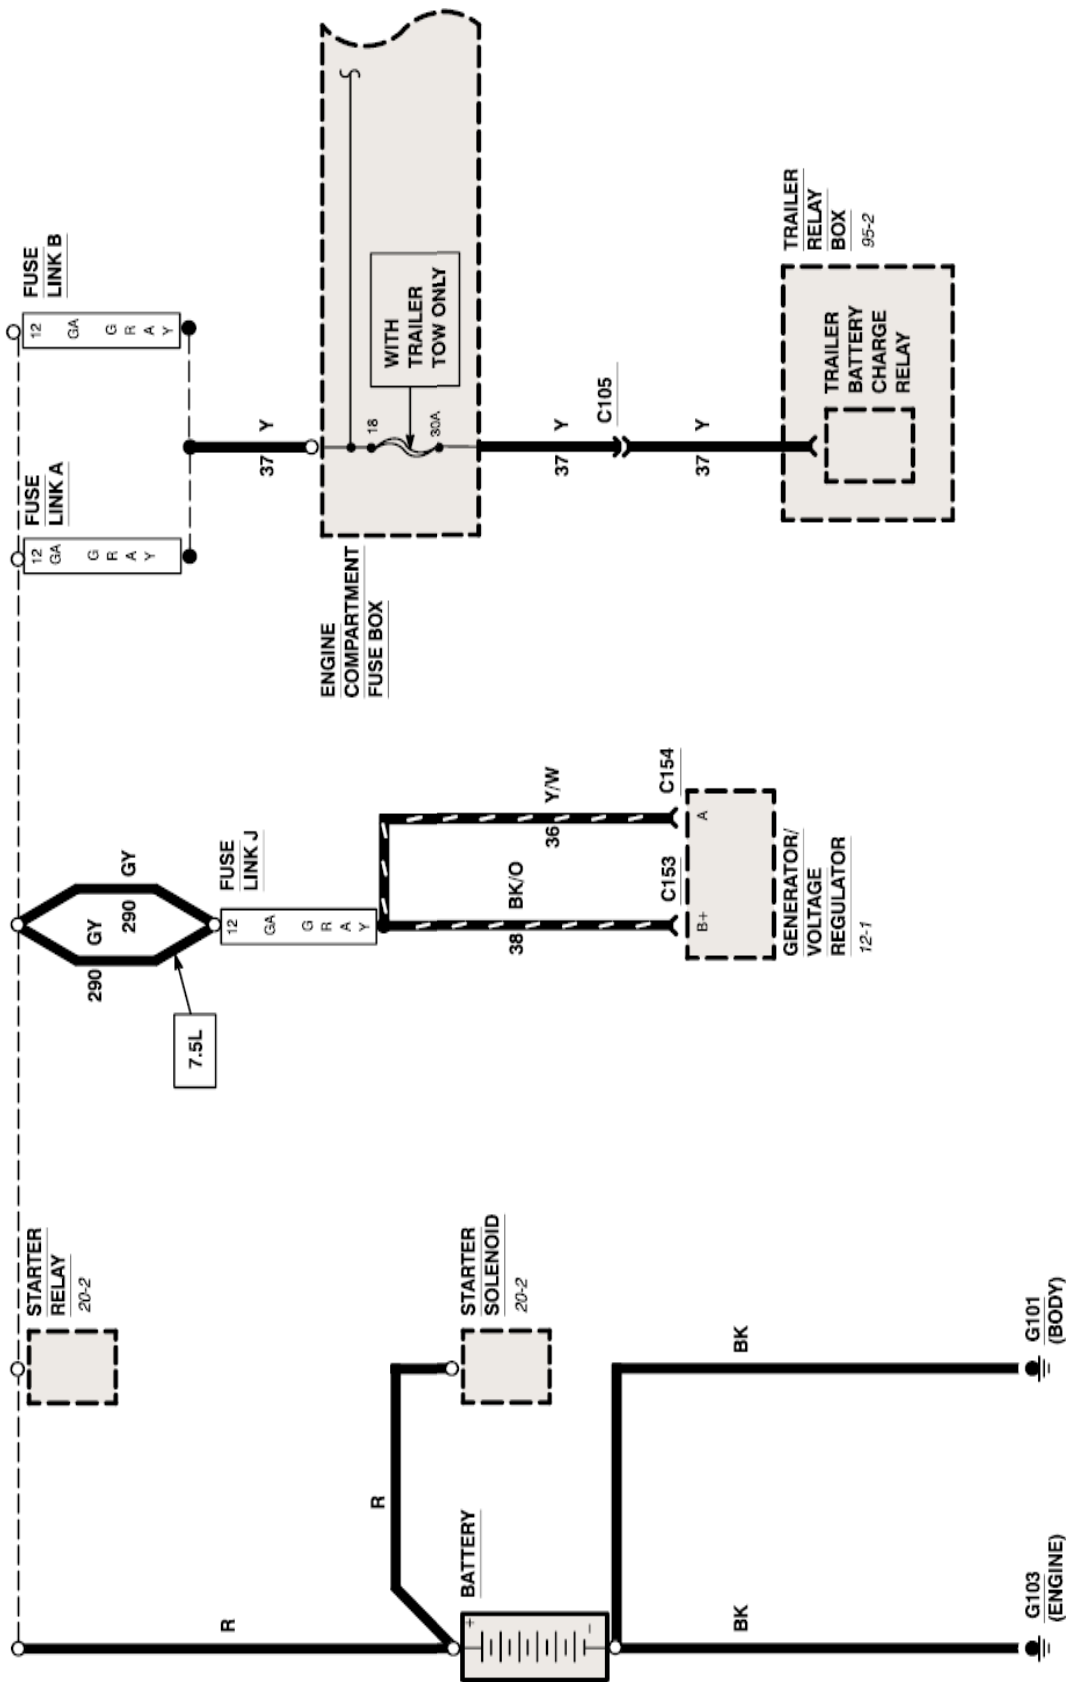 R
BATTERY
+
–
BK
G103
(ENGINE)
R
STARTER
RELAY
20-2
STARTER
SOLENOID
20-2
BK
G101
(BODY)
7.5L
290
GY
290
GY
FUSE
LINK J
12
GA
G
R
A
Y
38
BK/O
C153
36
Y/W
C154
B+
A
GENERATOR/
VOLTAGE
REGULATOR
12-1
FUSE
LINK A
12
GA
G
R
A
Y
FUSE
LINK B
12
GA
G
R
A
Y
37
Y
ENGINE
COMPARTMENT
FUSE BOX
18
30A
WITH
TRAILER
TOW ONLY
37
Y
C105
37
Y
TRAILER
BATTERY
CHARGE
RELAY
TRAILER
RELAY
BOX
95-2